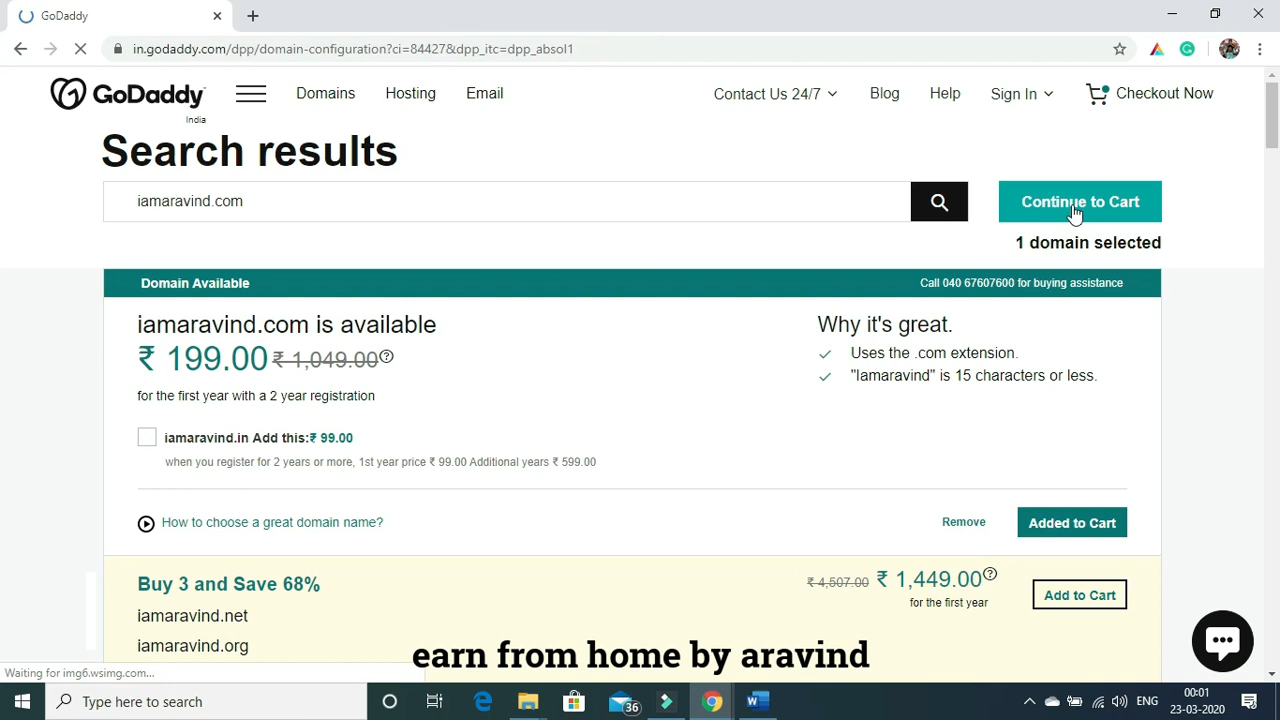 GoDaddy
in.godaddy.com/dpp/domain-configuration?ci=84427&dpp_itc=dpp_absol1
GoDaddy
India
Domains
Hosting
Email
Contact Us 24/7
Blog
Help
Sign In
Checkout Now
Search results
iamaravind.com
Continue to Cart
1 domain selected
Domain Available
Call 040 67607600 for buying assistance
iamaravind.com is available
₹ 199.00 ₹ 1,049.00
for the first year with a 2 year registration
Why it's great.
Uses the .com extension.
"Iamaravind" is 15 characters or less.
iamaravind.in Add this:₹ 99.00
when you register for 2 years or more, 1st year price ₹ 99.00 Additional years ₹ 599.00
How to choose a great domain name?
Remove
Added to Cart
Buy 3 and Save 68%
₹ 4,507.00 ₹ 1,449.00
for the first year
Add to Cart
iamaravind.net
iamaravind.org
earn from home by aravind
Waiting for img6.wsimg.com...
Type here to search
36
ENG
00:01
23-03-2020